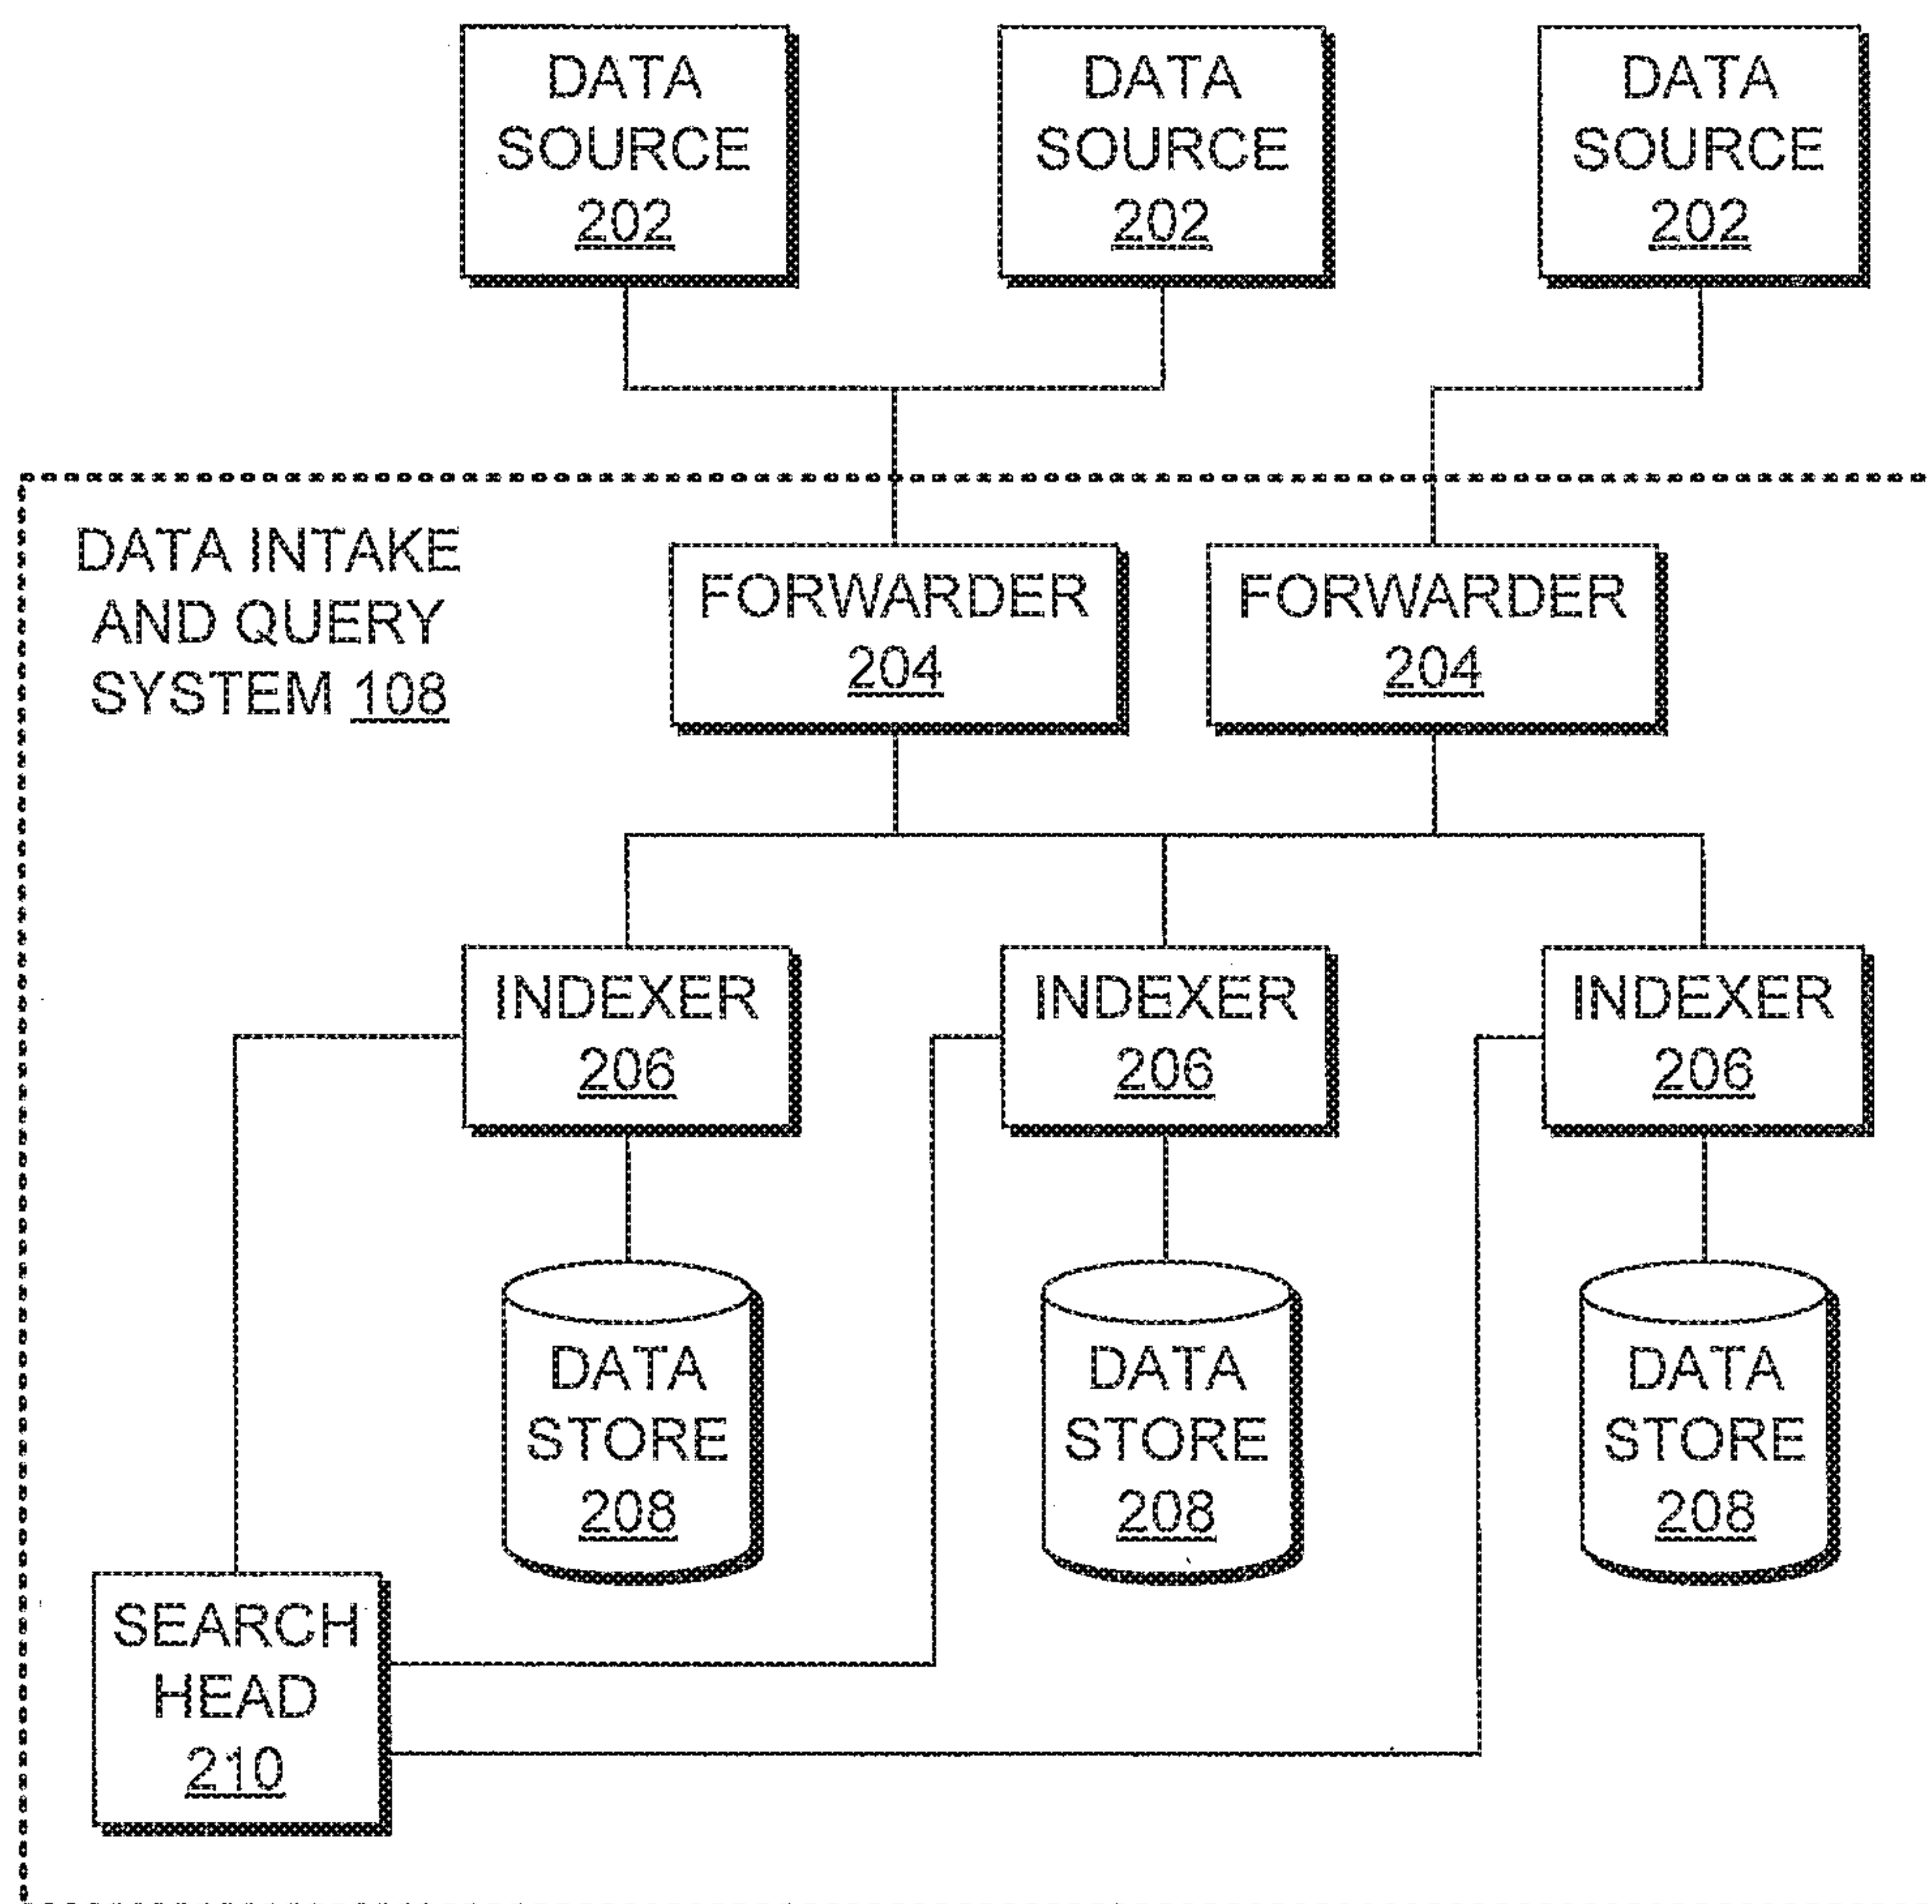 DATA
SOURCE
202
DATA
SOURCE
202
DATA
SOURCE
202
DATA INTAKE
AND QUERY
SYSTEM 108
FORWARDER
204
FORWARDER
204
INDEXER
206
INDEXER
206
INDEXER
206
DATA
STORE
208
DATA
STORE
208
DATA
STORE
208
SEARCH
HEAD
210